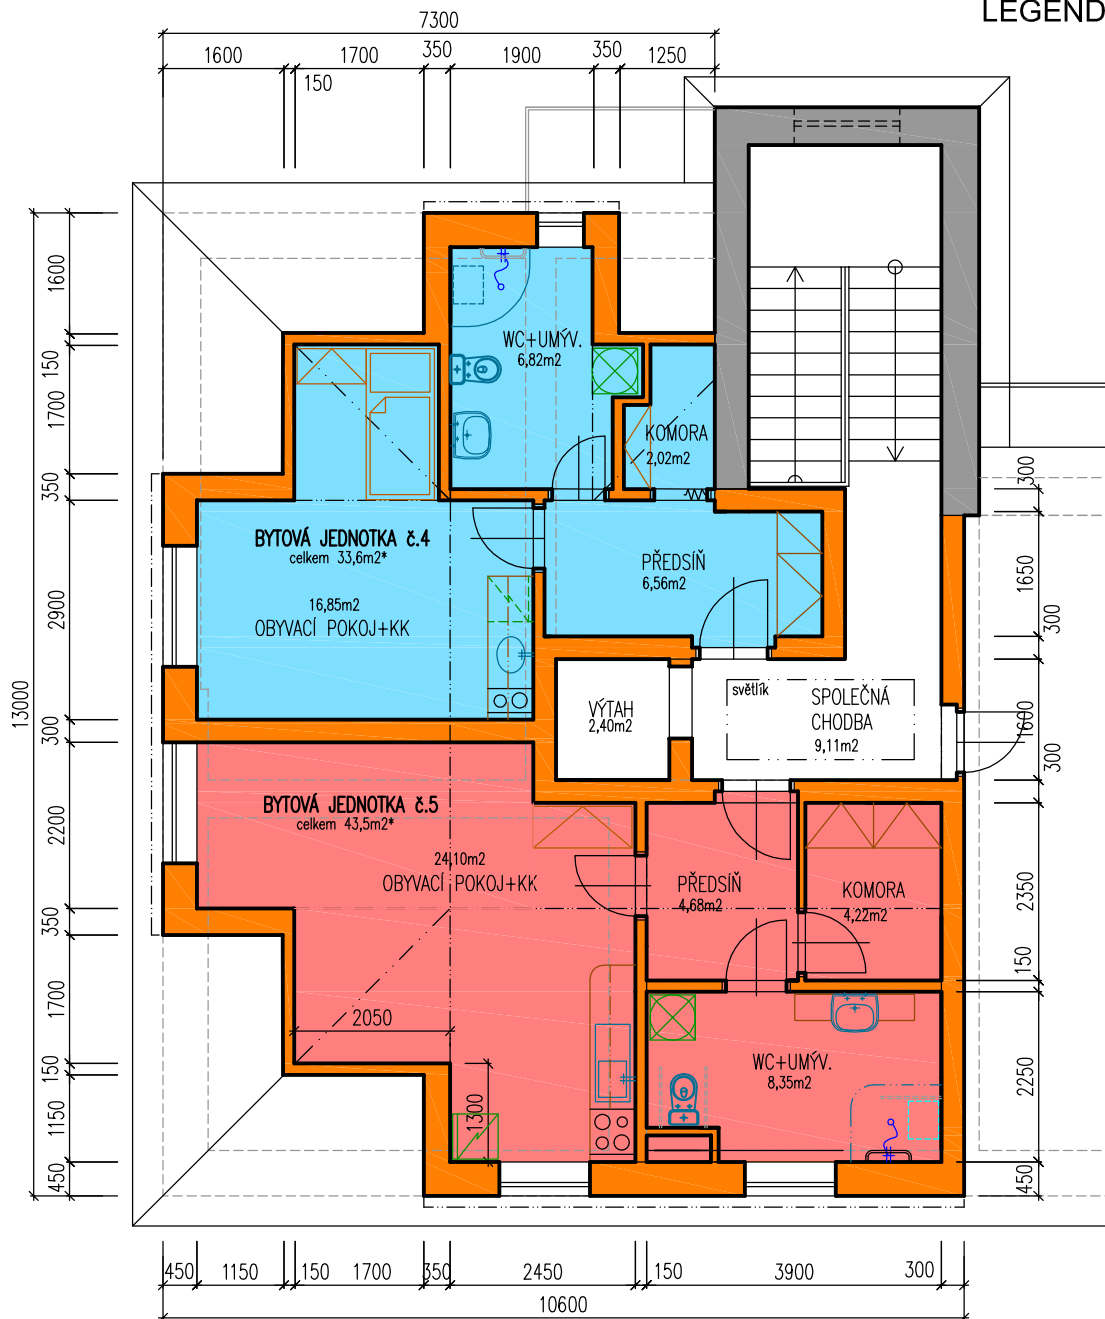 LEGEND
7300
1600
1700
350
1900
350
1250
150
WC+UMÝV.
6,82m2
KOMORA
2,02m2
BYTOVÁ JEDNOTKA č.4
celkem 33,6m2*
16,85m2
OBYVACÍ POKOJ+KK
PŘEDSÍŇ
6,56m2
VÝTAH
2,40m2
světlík
SPOLEČNÁ
CHODBA
9,11m2
BYTOVÁ JEDNOTKA č.5
celkem 43,5m2*
24,10m2
OBYVACÍ POKOJ+KK
PŘEDSÍŇ
4,68m2
KOMORA
4,22m2
WC+UMÝV.
8,35m2
2050
1300
13000
1600
150
1700
350
2900
300
2200
350
1700
150
1150
450
300
1650
300
1600
300
2350
150
2250
450
450
1150
150
1700
350
2450
150
3900
300
10600